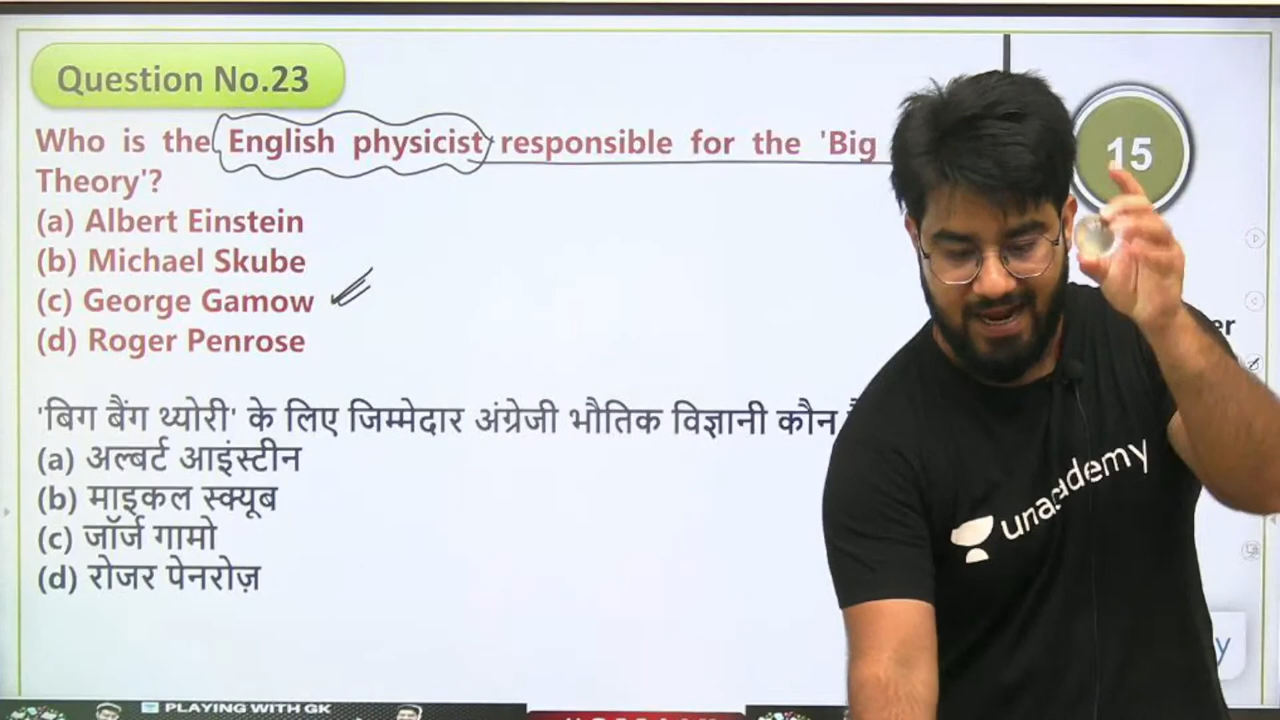 Question No.23
Who is the English physicist responsible for the 'Big
Theory'?
(a) Albert Einstein
(b) Michael Skube
(c) George Gamow
(d) Roger Penrose
15
'बिग बैंग थ्योरी' के लिए जिम्मेदार अंग्रेजी भौतिक विज्ञानी कौन
(a) अल्बर्ट आइंस्टीन
(b) माइकल स्क्यूब
(c) जॉर्ज गामो
(d) रोजर पेनरोज़
er
unacademy
y
PLAYING WITH GK